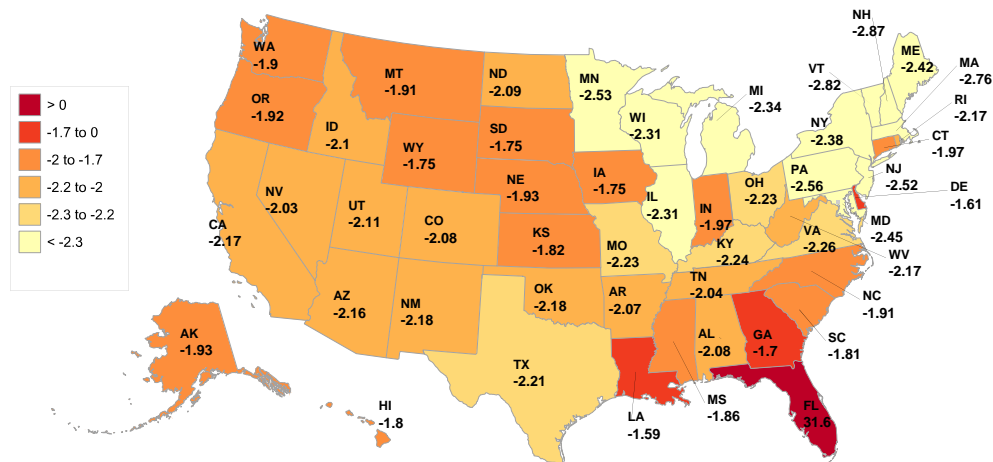 > 0
-1.7 to 0
-2 to -1.7
-2.2 to -2
-2.3 to -2.2
< -2.3
WA
-1.9
OR
-1.92
CA
-2.17
ID
-2.1
NV
-2.03
MT
-1.91
WY
-1.75
UT
-2.11
AZ
-2.16
CO
-2.08
NM
-2.18
ND
-2.09
SD
-1.75
NE
-1.93
KS
-1.82
OK
-2.18
TX
-2.21
MN
-2.53
IA
-1.75
MO
-2.23
AR
-2.07
LA
-1.59
WI
-2.31
IL
-2.31
MI
-2.34
IN
-1.97
OH
-2.23
KY
-2.24
TN
-2.04
MS
-1.86
AL
-2.08
GA
-1.7
FL
31.6
SC
-1.81
NC
-1.91
VA
-2.26
WV
-2.17
MD
-2.45
DE
-1.61
PA
-2.56
NJ
-2.52
NY
-2.38
CT
-1.97
RI
-2.17
MA
-2.76
VT
-2.82
NH
-2.87
ME
-2.42
AK
-1.93
HI
-1.8